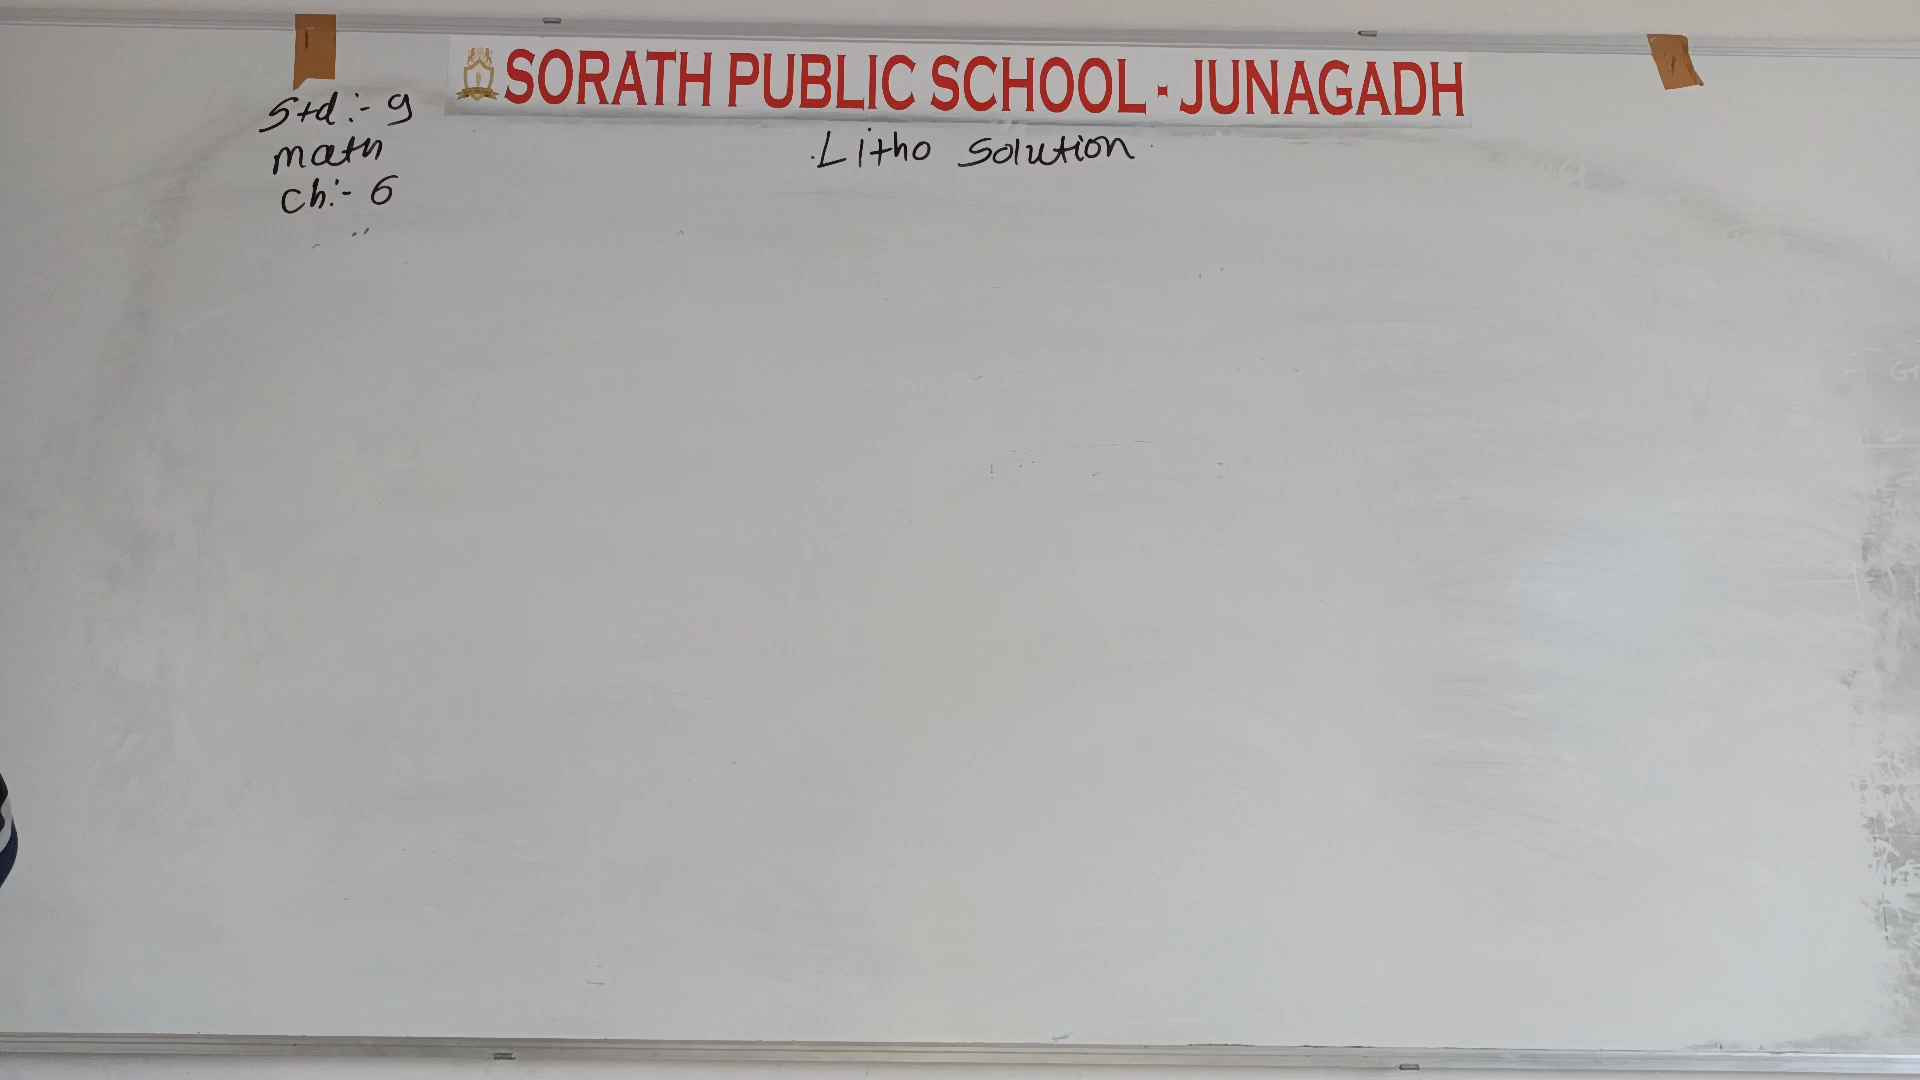 SORATH PUBLIC SCHOOL · JUNAGADH
Std:- 9
math
Ch:- 6
Litho Solution